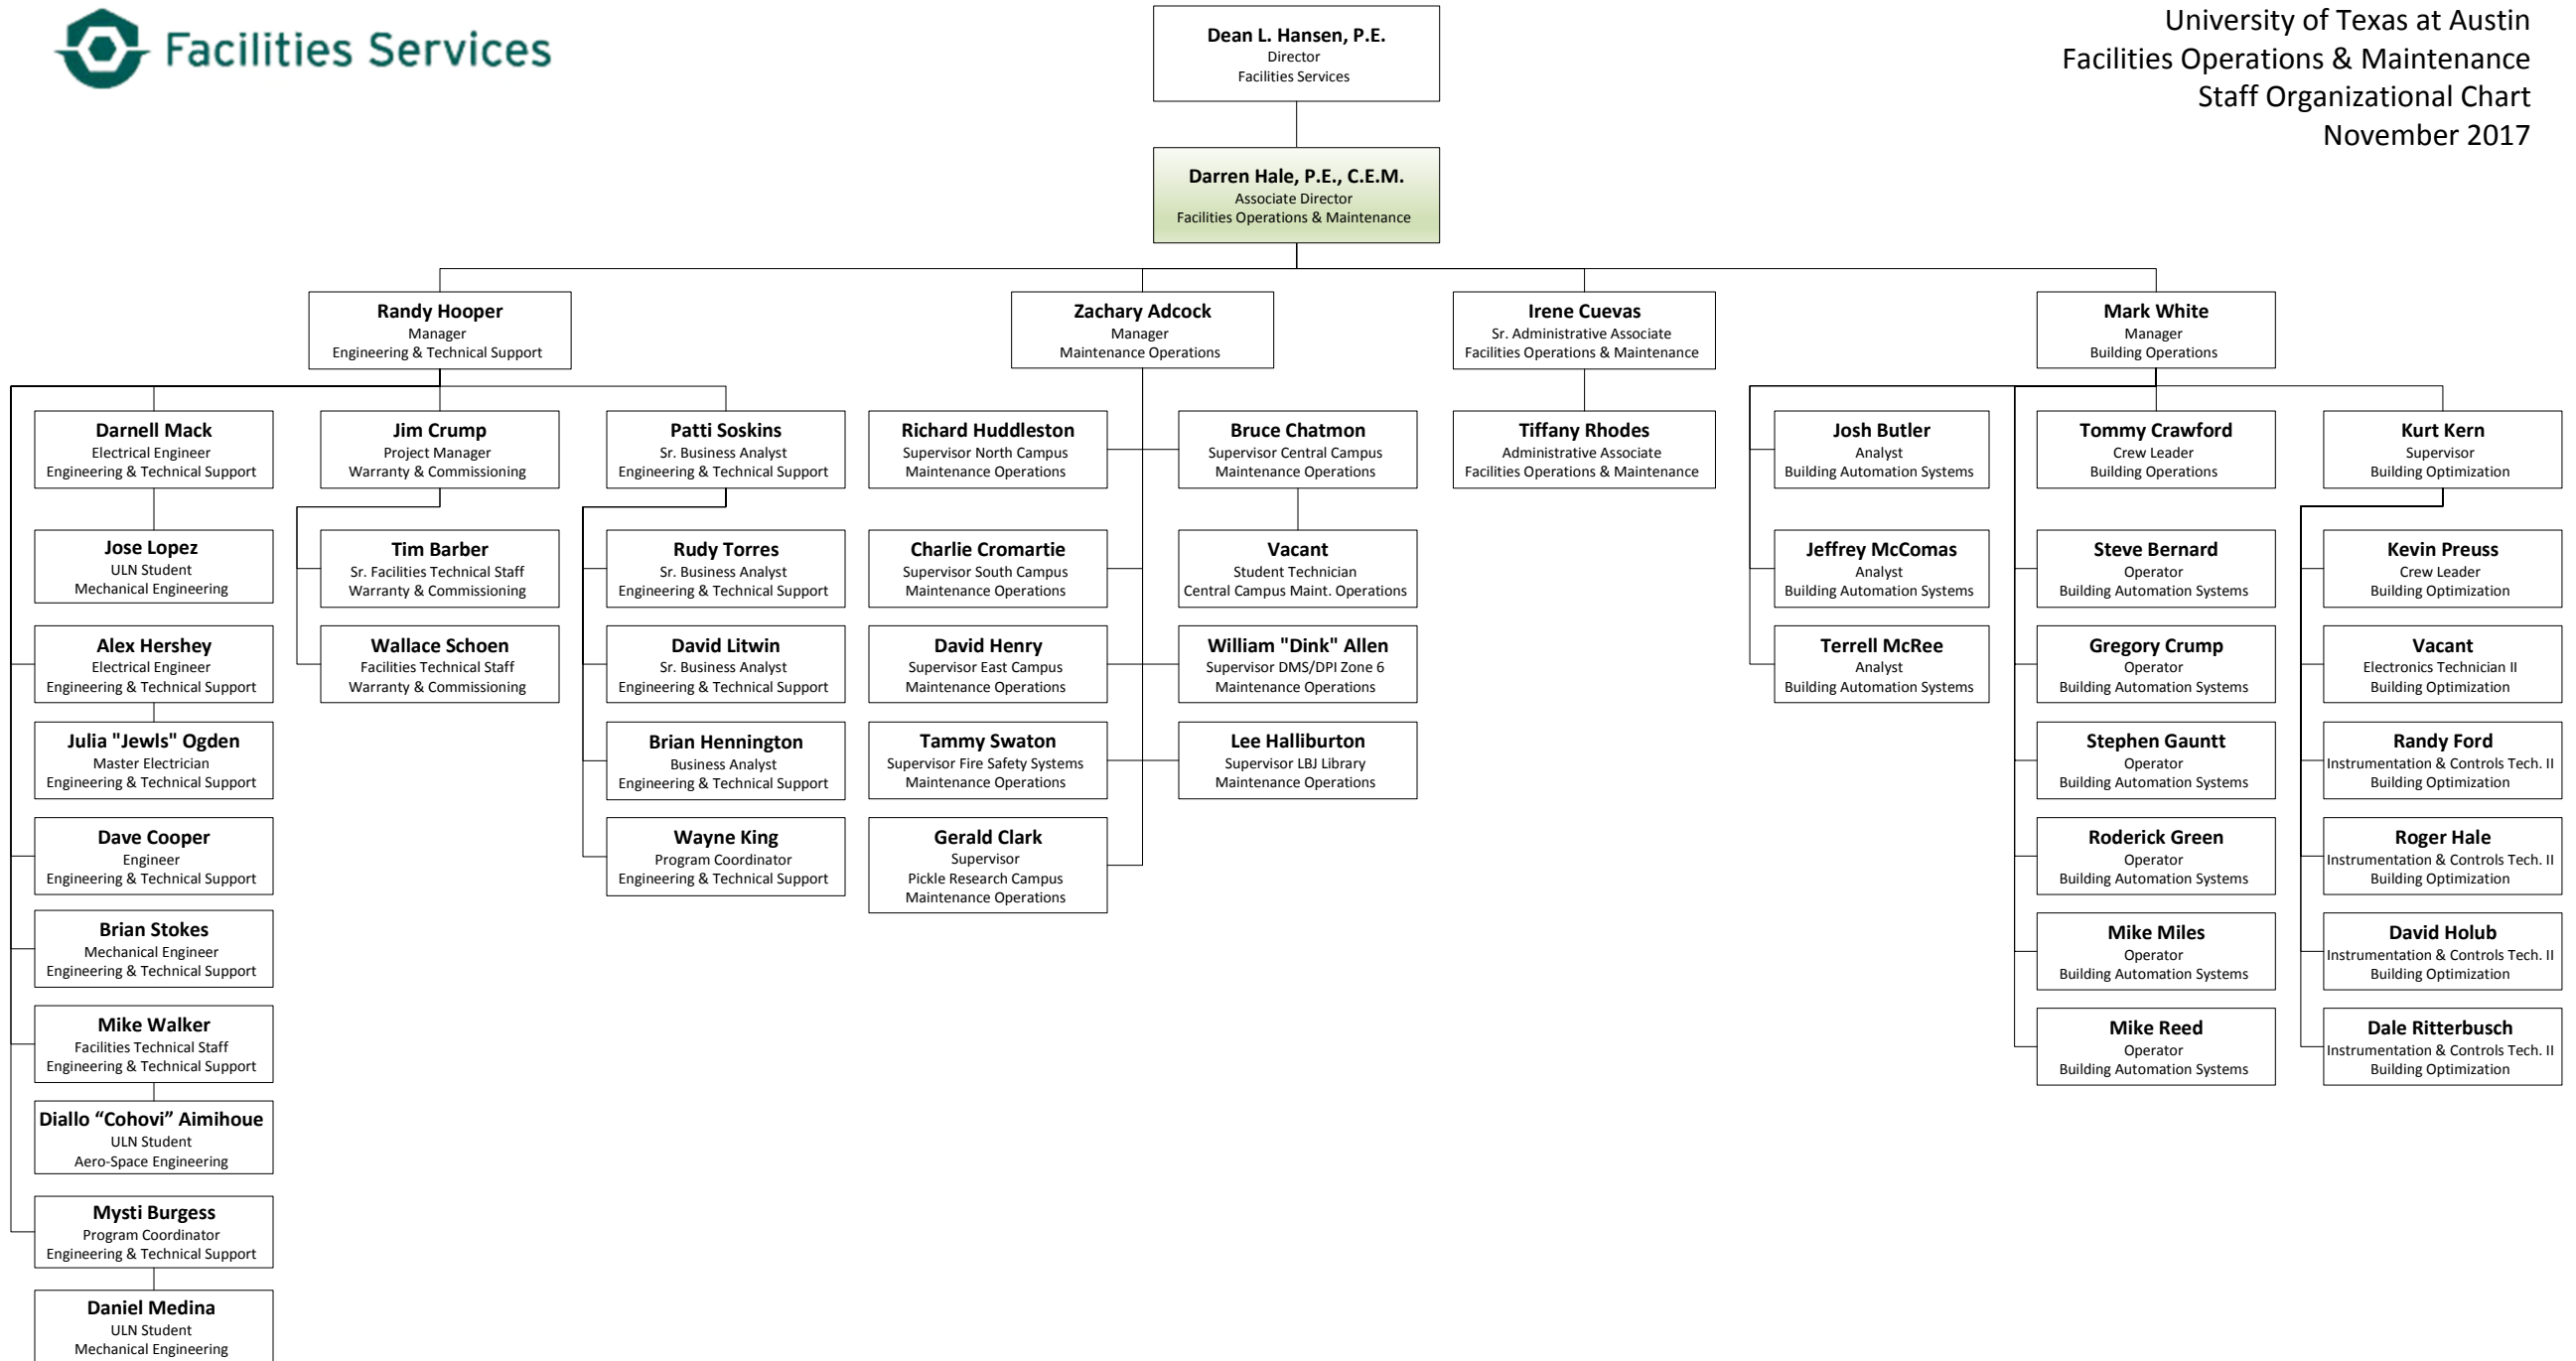 Facilities Services
University of Texas at Austin
Facilities Operations & Maintenance
Staff Organizational Chart
November 2017
Dean L. Hansen, P.E.
Director
Facilities Services
Darren Hale, P.E., C.E.M.
Associate Director
Facilities Operations & Maintenance
Randy Hooper
Manager
Engineering & Technical Support
Zachary Adcock
Manager
Maintenance Operations
Irene Cuevas
Sr. Administrative Associate
Facilities Operations & Maintenance
Mark White
Manager
Building Operations
Darnell Mack
Electrical Engineer
Engineering & Technical Support
Jose Lopez
ULN Student
Mechanical Engineering
Alex Hershey
Electrical Engineer
Engineering & Technical Support
Julia "Jewls" Ogden
Master Electrician
Engineering & Technical Support
Dave Cooper
Engineer
Engineering & Technical Support
Brian Stokes
Mechanical Engineer
Engineering & Technical Support
Mike Walker
Facilities Technical Staff
Engineering & Technical Support
Diallo “Cohovi” Aimihoue
ULN Student
Aero-Space Engineering
Mysti Burgess
Program Coordinator
Engineering & Technical Support
Daniel Medina
ULN Student
Mechanical Engineering
Jim Crump
Project Manager
Warranty & Commissioning
Tim Barber
Sr. Facilities Technical Staff
Warranty & Commissioning
Wallace Schoen
Facilities Technical Staff
Warranty & Commissioning
Patti Soskins
Sr. Business Analyst
Engineering & Technical Support
Rudy Torres
Sr. Business Analyst
Engineering & Technical Support
David Litwin
Sr. Business Analyst
Engineering & Technical Support
Brian Hennington
Business Analyst
Engineering & Technical Support
Wayne King
Program Coordinator
Engineering & Technical Support
Richard Huddleston
Supervisor North Campus
Maintenance Operations
Charlie Cromartie
Supervisor South Campus
Maintenance Operations
David Henry
Supervisor East Campus
Maintenance Operations
Tammy Swaton
Supervisor Fire Safety Systems
Maintenance Operations
Gerald Clark
Supervisor
Pickle Research Campus
Maintenance Operations
Bruce Chatmon
Supervisor Central Campus
Maintenance Operations
Vacant
Student Technician
Central Campus Maint. Operations
William "Dink" Allen
Supervisor DMS/DPI Zone 6
Maintenance Operations
Lee Halliburton
Supervisor LBJ Library
Maintenance Operations
Tiffany Rhodes
Administrative Associate
Facilities Operations & Maintenance
Josh Butler
Analyst
Building Automation Systems
Jeffrey McComas
Analyst
Building Automation Systems
Terrell McRee
Analyst
Building Automation Systems
Tommy Crawford
Crew Leader
Building Operations
Steve Bernard
Operator
Building Automation Systems
Gregory Crump
Operator
Building Automation Systems
Stephen Gauntt
Operator
Building Automation Systems
Roderick Green
Operator
Building Automation Systems
Mike Miles
Operator
Building Automation Systems
Mike Reed
Operator
Building Automation Systems
Kurt Kern
Supervisor
Building Optimization
Kevin Preuss
Crew Leader
Building Optimization
Vacant
Electronics Technician II
Building Optimization
Randy Ford
Instrumentation & Controls Tech. II
Building Optimization
Roger Hale
Instrumentation & Controls Tech. II
Building Optimization
David Holub
Instrumentation & Controls Tech. II
Building Optimization
Dale Ritterbusch
Instrumentation & Controls Tech. II
Building Optimization